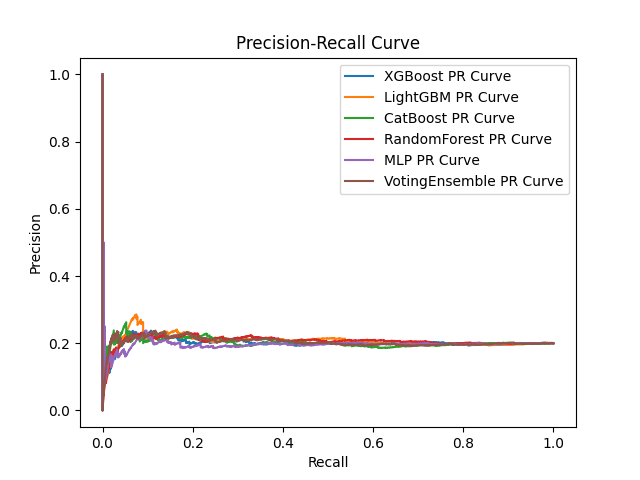 Precision-Recall Curve
1.0
0.8
0.6
0.4
0.2
0.0
Precision
XGBoost PR Curve
LightGBM PR Curve
CatBoost PR Curve
RandomForest PR Curve
MLP PR Curve
VotingEnsemble PR Curve
0.0 0.2 0.4 0.6 0.8 1.0
Recall